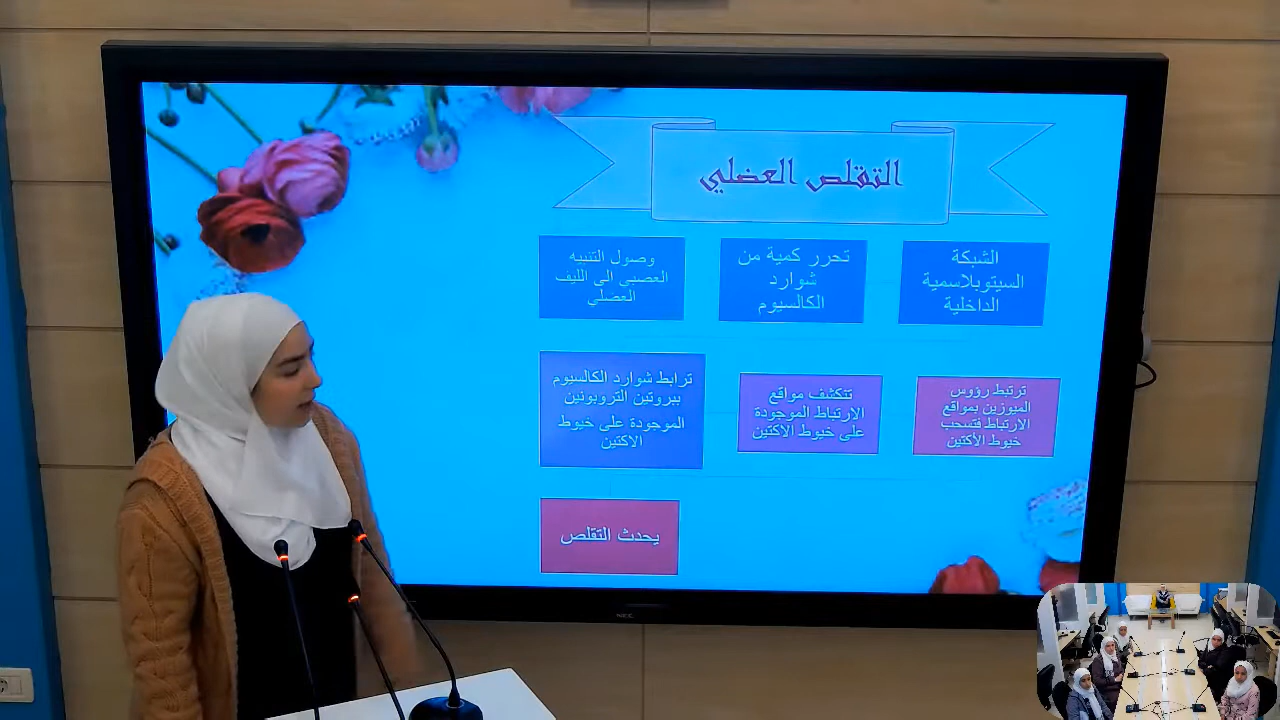 التقلص العضلي
الشبكة
السيتوبلاسمية
الداخلية
تحرر كمية من
شوارد
الكالسيوم
وصول التنبيه
العصبي الى الليف
العضلي
ترتبط رؤوس
الميوزين بمواقع
الارتباط فتسحب
خيوط الأكتين
تتكشف مواقع
الارتباط الموجودة
على خيوط الاكتين
ترابط شوارد الكالسيوم
ببروتين التروبونين
الموجودة على خيوط
الاكتين
يحدث التقلص
NEC